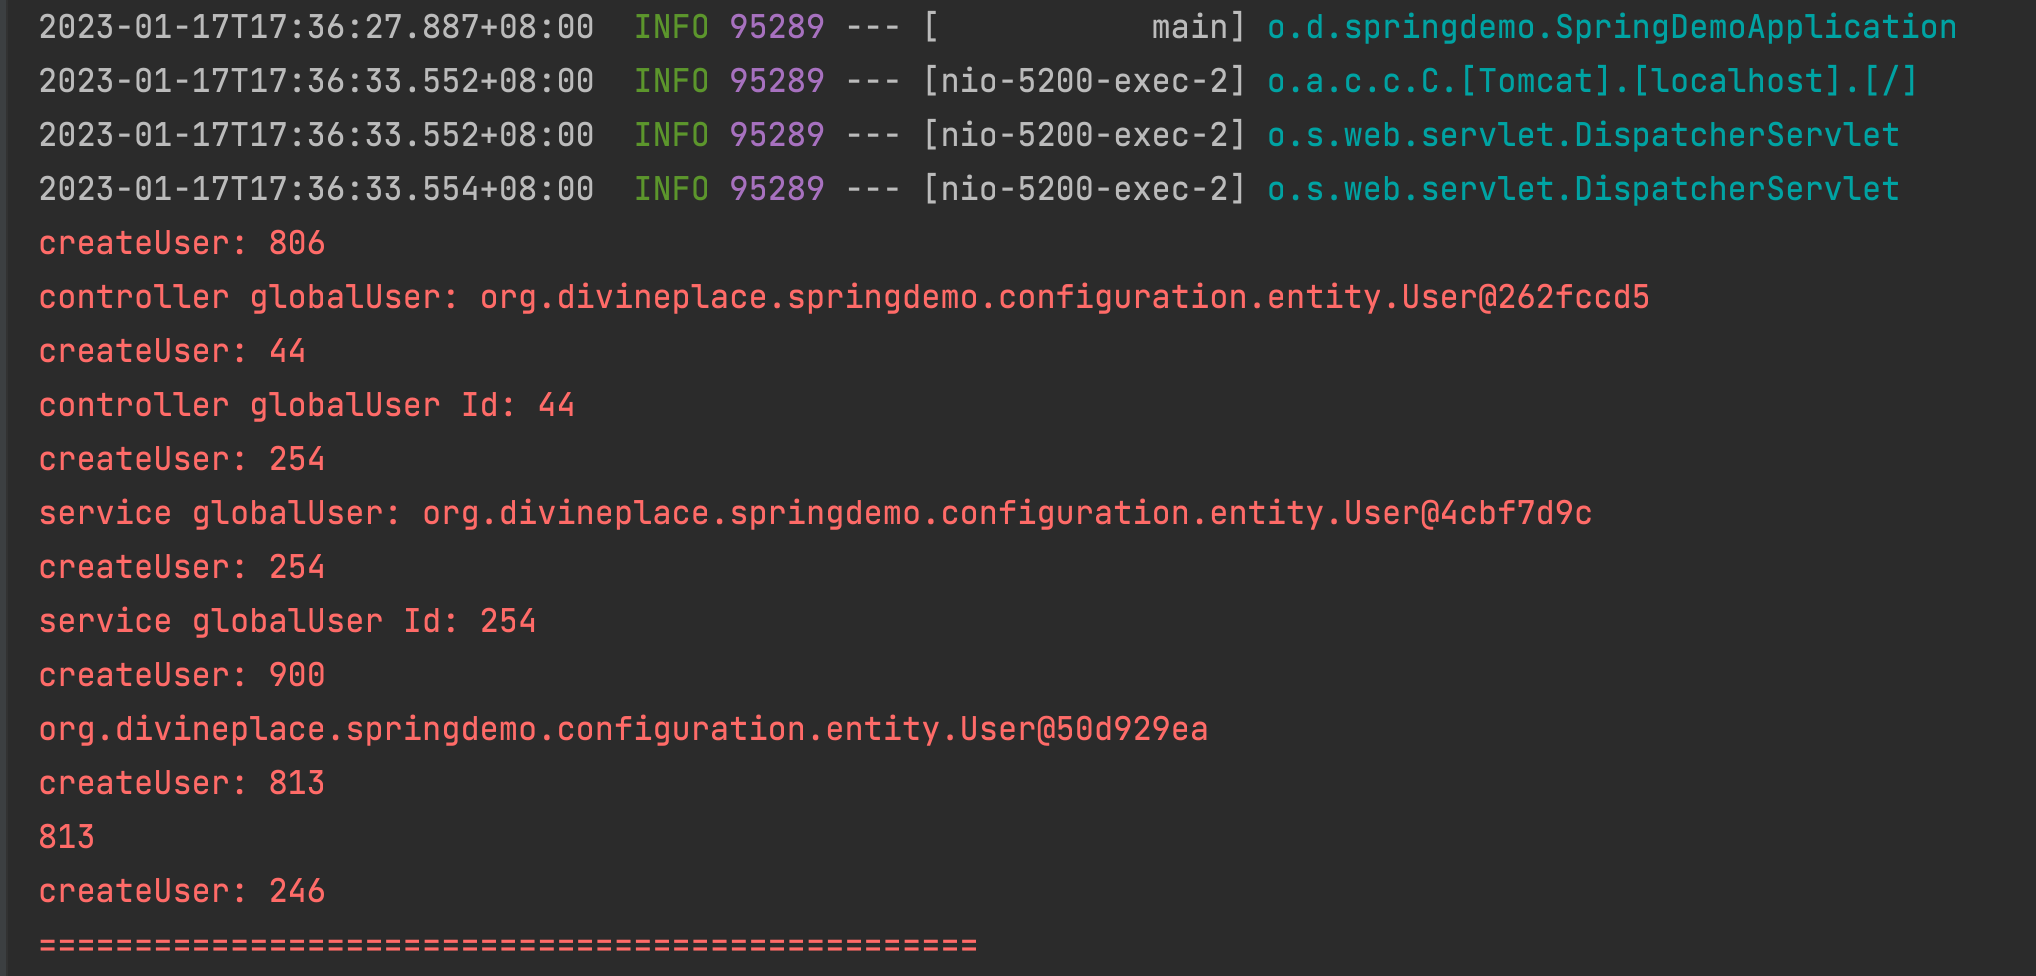 2023-01-17T17:36:27.887+08:00  INFO 95289 --- [           main] o.d.springdemo.SpringDemoApplication
2023-01-17T17:36:33.552+08:00  INFO 95289 --- [nio-5200-exec-2] o.a.c.c.C.[Tomcat].[localhost].[/]
2023-01-17T17:36:33.552+08:00  INFO 95289 --- [nio-5200-exec-2] o.s.web.servlet.DispatcherServlet
2023-01-17T17:36:33.554+08:00  INFO 95289 --- [nio-5200-exec-2] o.s.web.servlet.DispatcherServlet
createUser: 806
controller globalUser: org.divineplace.springdemo.configuration.entity.User@262fccd5
createUser: 44
controller globalUser Id: 44
createUser: 254
service globalUser: org.divineplace.springdemo.configuration.entity.User@4cbf7d9c
createUser: 254
service globalUser Id: 254
createUser: 900
org.divineplace.springdemo.configuration.entity.User@50d929ea
createUser: 813
813
createUser: 246
=================================================